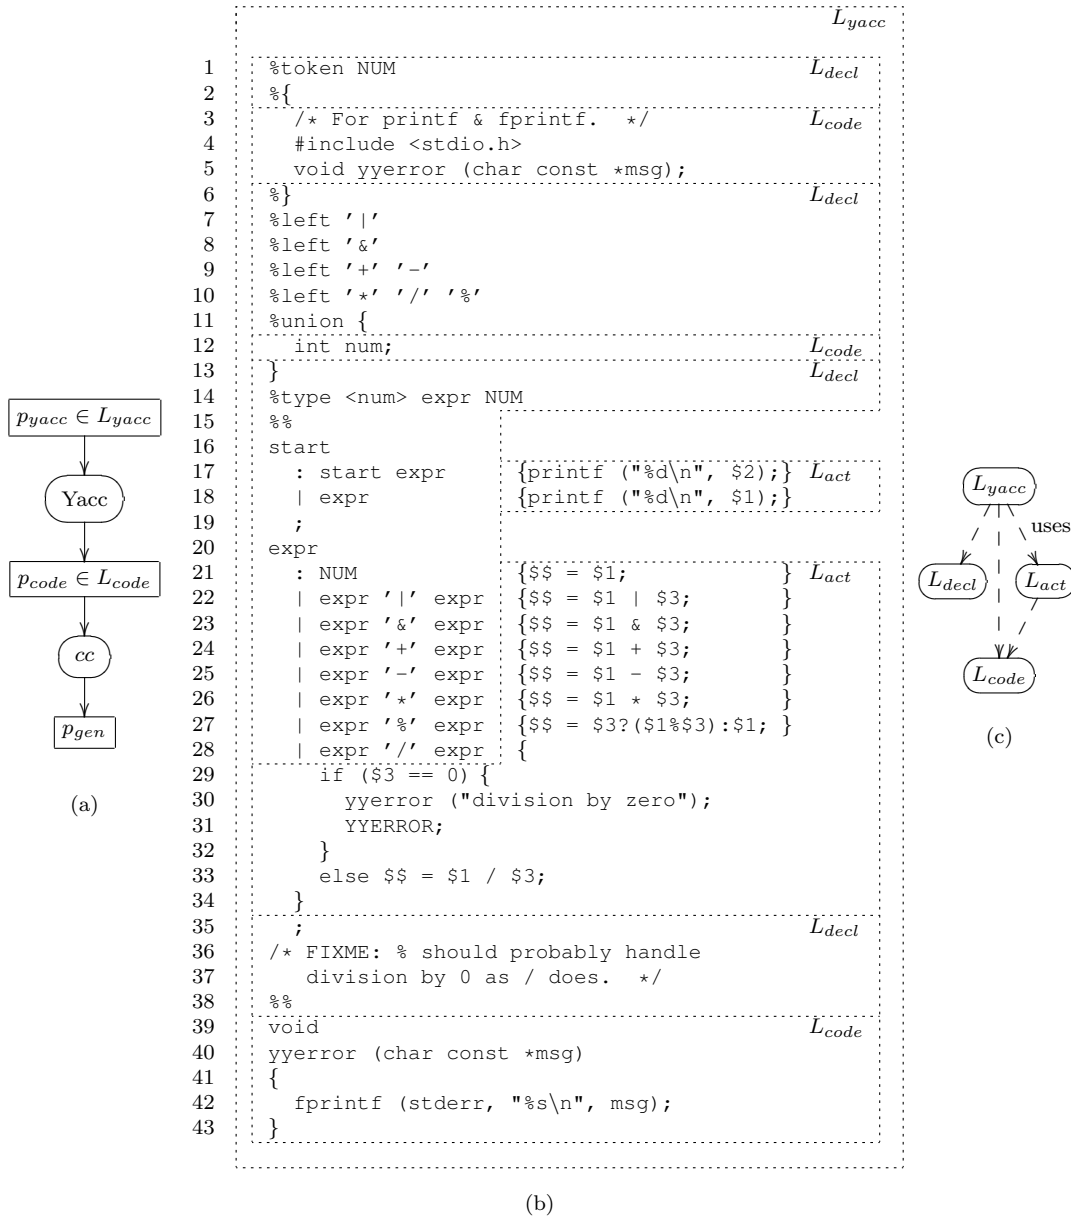 L_yacc
1 %token NUM L_decl
2 %{
3 /* For printf & fprintf.  */ L_code
4 #include <stdio.h>
5 void yyerror (char const *msg);
6 %} L_decl
7 %left '|'
8 %left '&'
9 %left '+' '-'
10 %left '*' '/' '%'
11 %union {
12 int num; L_code
13 } L_decl
14 %type <num> expr NUM
15 %%
16 start
17 : start expr {printf ("%d\n", $2);} L_act
18 | expr {printf ("%d\n", $1);}
19 ;
20 expr
21 : NUM {$$ = $1; } L_act
22 | expr '|' expr {$$ = $1 | $3; }
23 | expr '&' expr {$$ = $1 & $3; }
24 | expr '+' expr {$$ = $1 + $3; }
25 | expr '-' expr {$$ = $1 - $3; }
26 | expr '*' expr {$$ = $1 * $3; }
27 | expr '%' expr {$$ = $3?($1%$3):$1; }
28 | expr '/' expr {
29 if ($3 == 0) {
30 yyerror ("division by zero");
31 YYERROR;
32 }
33 else $$ = $1 / $3;
34 }
35 ; L_decl
36 /* FIXME: % should probably handle
37 division by 0 as / does.  */
38 %%
39 void L_code
40 yyerror (char const *msg)
41 {
42 fprintf (stderr, "%s\n", msg);
43 }
p_yacc ∈ L_yacc
Yacc
p_code ∈ L_code
cc
p_gen
(a)
(b)
L_yacc
uses
L_decl L_act
L_code
(c)